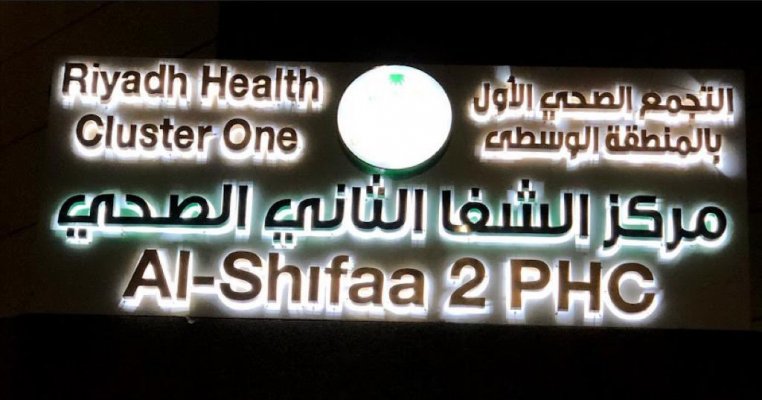 Riyadh Health
Cluster One
التجمع الصحي الأول
بالمنطقة الوسطى
مركز الشفا الثاني الصحي
Al-Shifaa 2 PHC